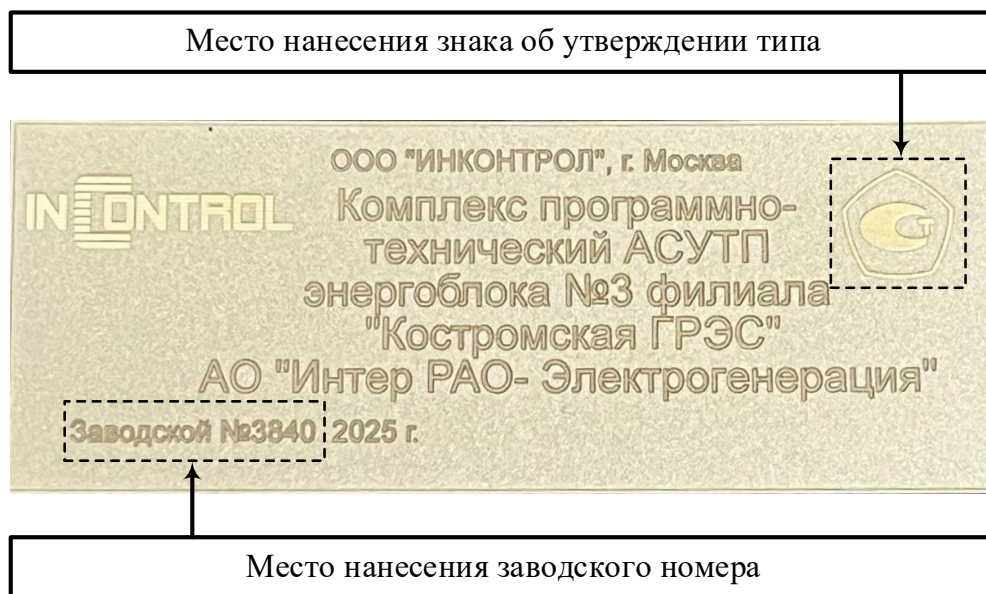 Место нанесения знака об утверждении типа
ООО "ИНКОНТРОЛ", г. Москва
INCONTROL
Комплекс программно-
технический АСУТП
энергоблока №3 филиала
"Костромская ГРЭС"
АО "Интер РАО- Электрогенерация"
Заводской №3840 2025 г.
Место нанесения заводского номера